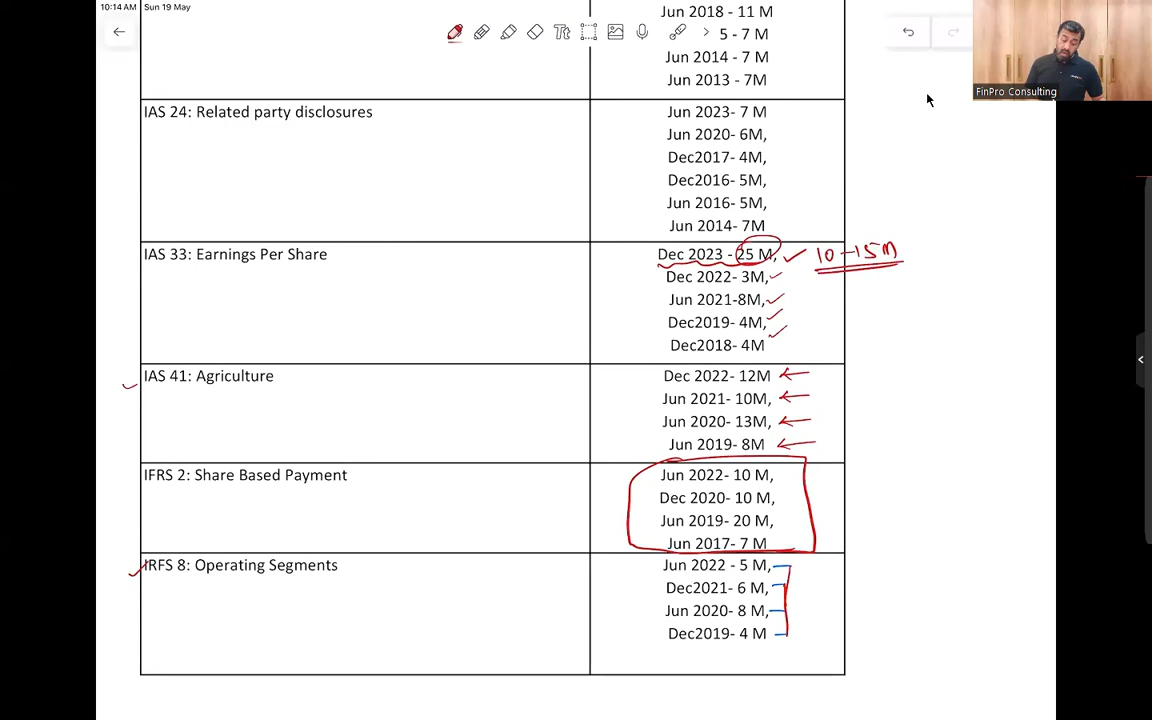 10:14 AM Sun 19 May
Jun 2018 - 11 M
5 - 7 M
Jun 2014 - 7 M
Jun 2013 - 7M
Tt
FinPro Consulting
IAS 24: Related party disclosures
Jun 2023- 7 M
Jun 2020- 6M,
Dec2017- 4M,
Dec2016- 5M,
Jun 2016- 5M,
Jun 2014- 7M
IAS 33: Earnings Per Share
Dec 2023 - 25 M, 10-15M
Dec 2022- 3M,
Jun 2021-8M,
Dec2019- 4M,
Dec2018- 4M
IAS 41: Agriculture
Dec 2022- 12M
Jun 2021- 10M,
Jun 2020- 13M,
Jun 2019- 8M
IFRS 2: Share Based Payment
Jun 2022- 10 M,
Dec 2020- 10 M,
Jun 2019- 20 M,
Jun 2017- 7 M
IRFS 8: Operating Segments
Jun 2022 - 5 M,
Dec2021- 6 M,
Jun 2020- 8 M,
Dec2019- 4 M